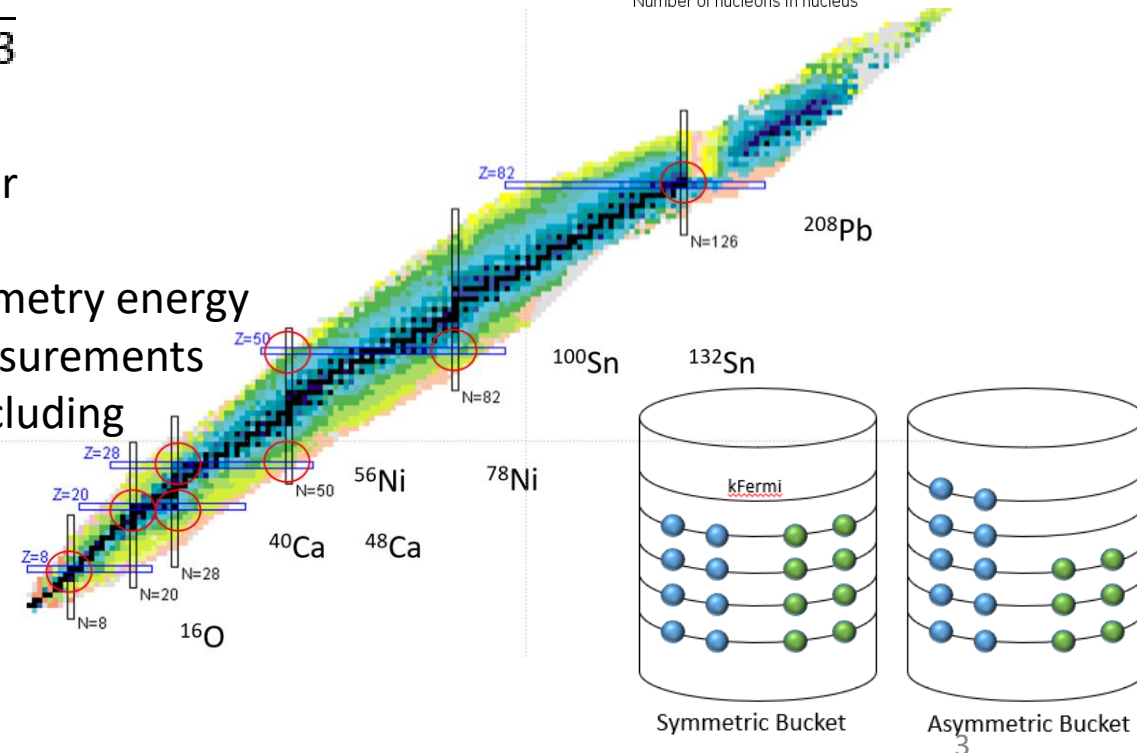 Number of nucleons in nucleus
3
r
metry energy
surements
cluding
Z=82
N=126
208Pb
Z=50
100Sn 132Sn
N=82
Z=28
N=50
56Ni 78Ni
Z=20
40Ca 48Ca
N=28
Z=8
N=20
N=8
16O
kFermi
Symmetric Bucket Asymmetric Bucket
3